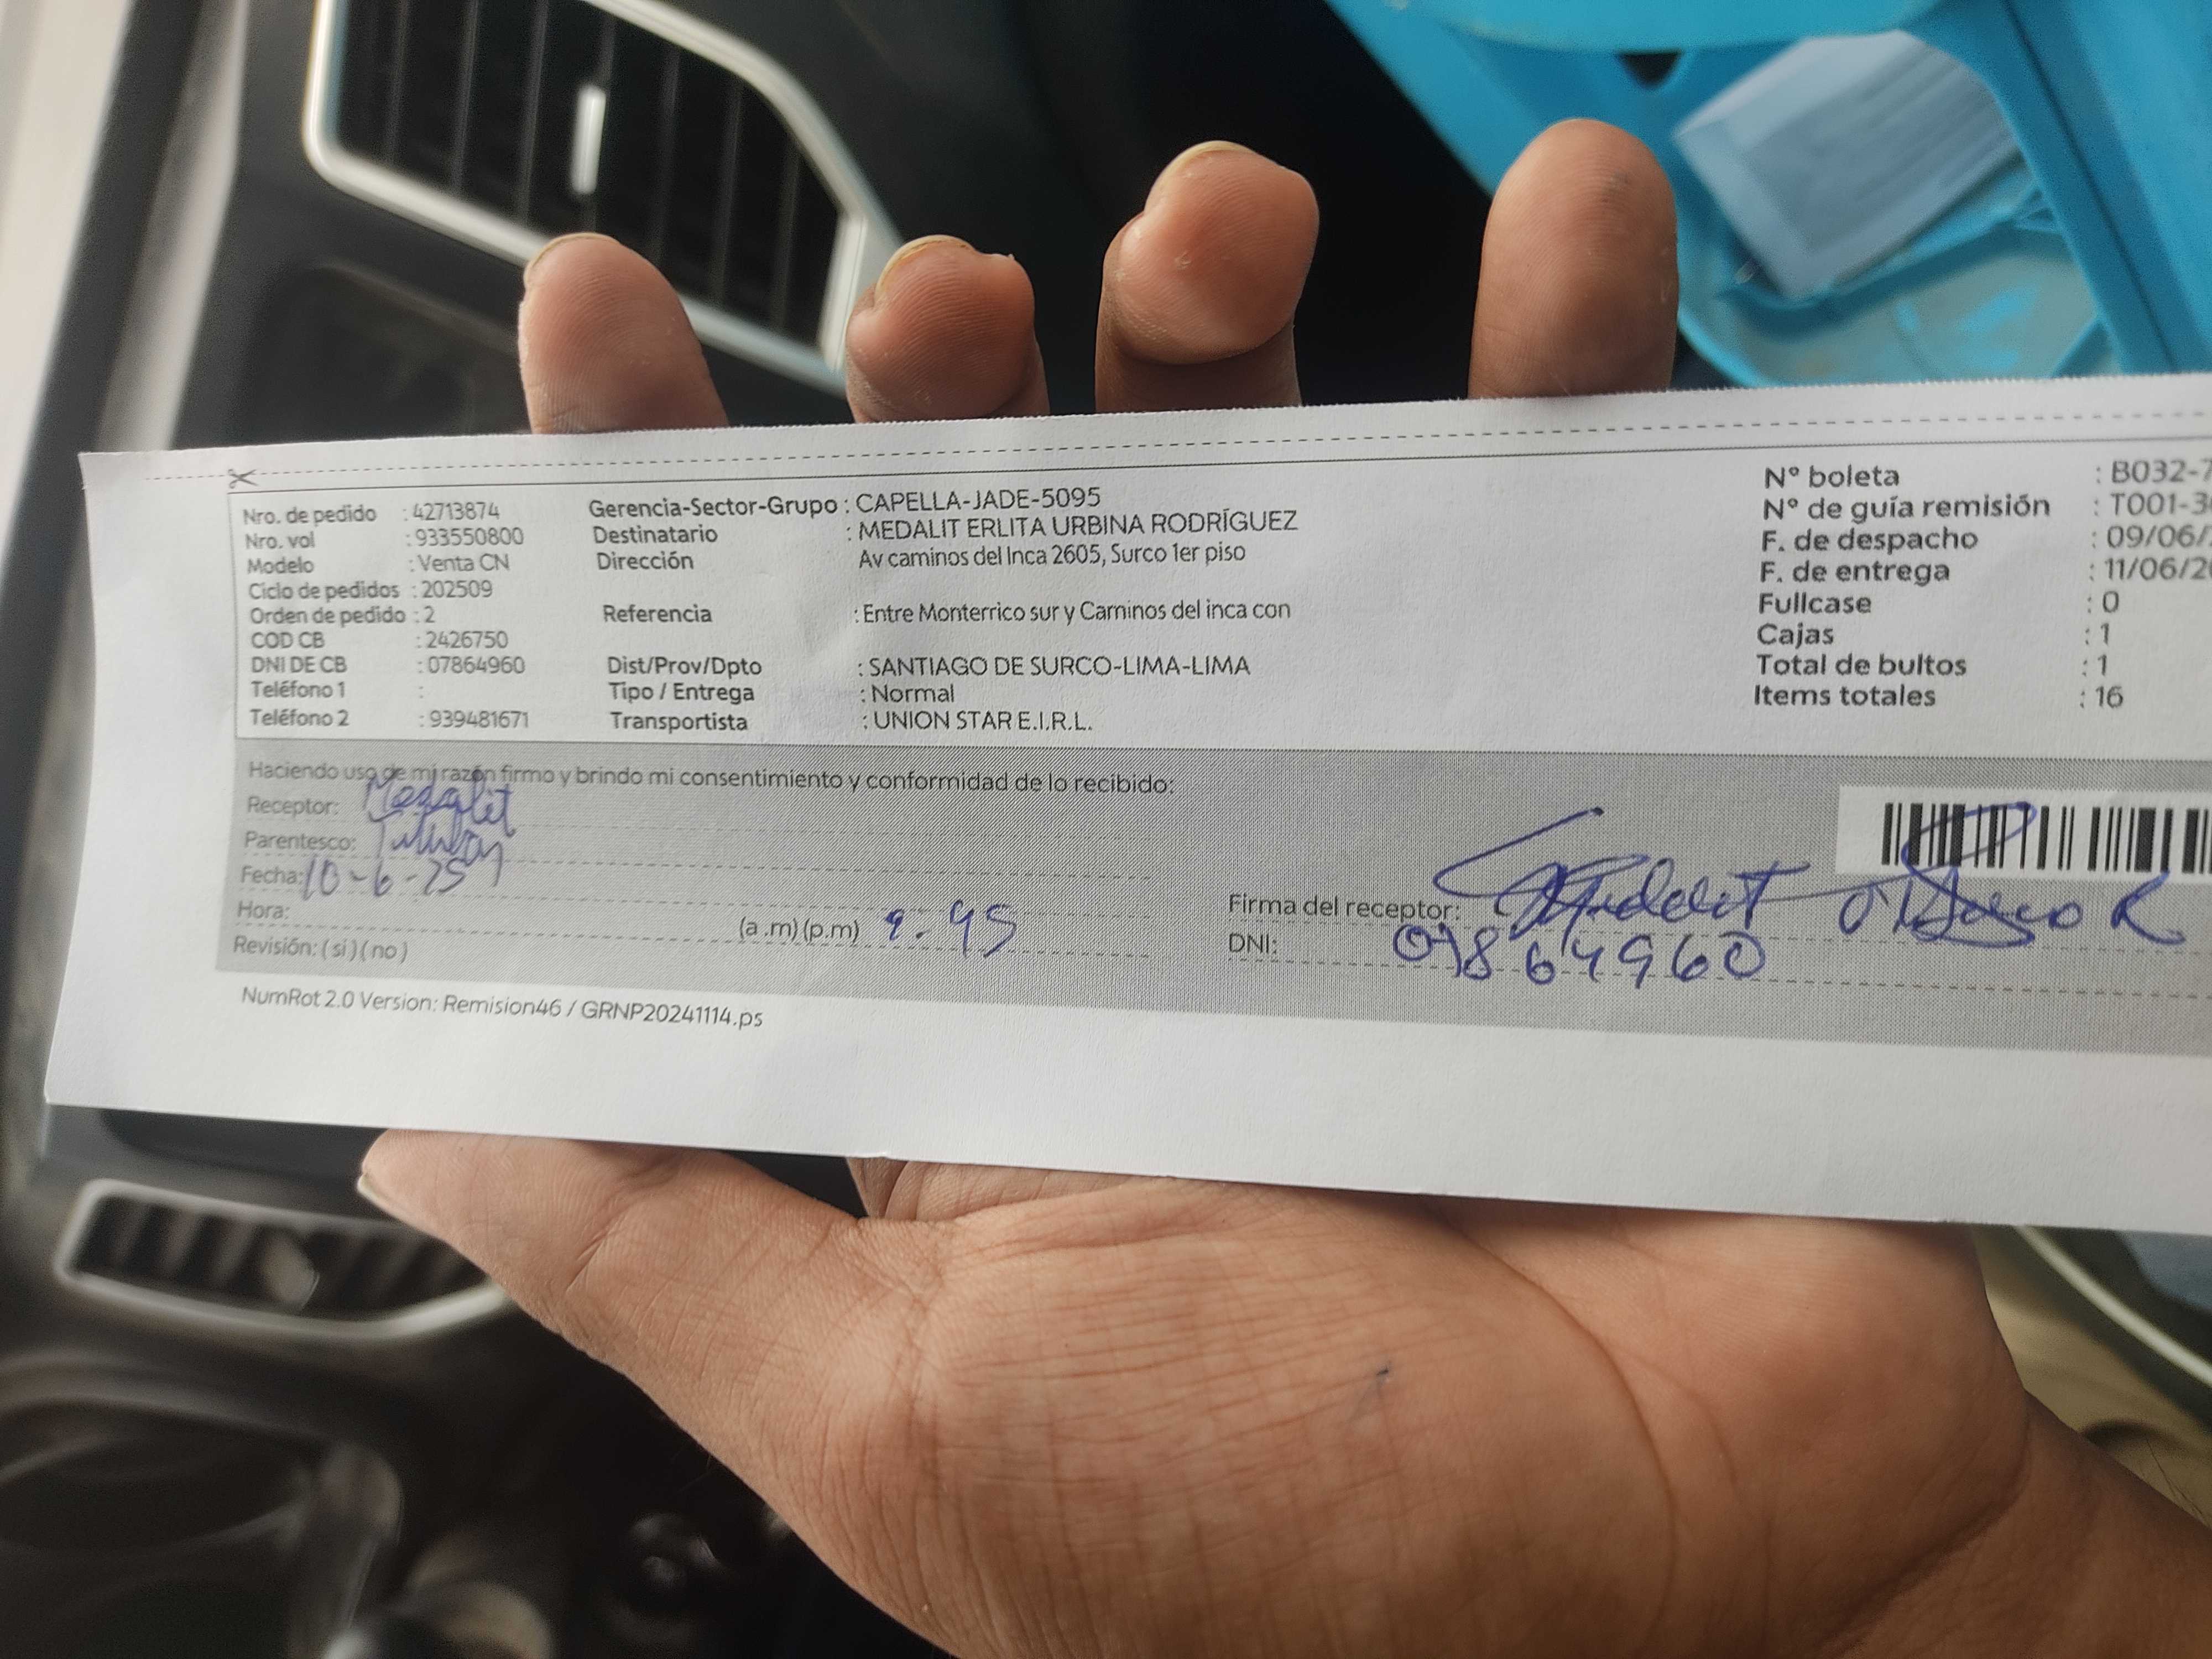 Nro. de pedido : 42713874 Gerencia-Sector-Grupo : CAPELLA-JADE-5095 N° boleta : B032-7
Nro. vol : 933550800 Destinatario : MEDALIT ERLITA URBINA RODRÍGUEZ N° de guía remisión : T001-3
Modelo : Venta CN Dirección Av caminos del Inca 2605, Surco 1er piso F. de despacho : 09/06/
Ciclo de pedidos : 202509 F. de entrega : 11/06/20
Orden de pedido : 2 Referencia : Entre Monterrico sur y Caminos del inca con Fullcase : 0
COD CB : 2426750 Cajas : 1
DNI DE CB : 07864960 Dist/Prov/Dpto : SANTIAGO DE SURCO-LIMA-LIMA Total de bultos : 1
Teléfono 1 : Tipo / Entrega : Normal Items totales : 16
Teléfono 2 : 939481671 Transportista : UNION STAR E.I.R.L.
Haciendo uso de mi razón firmo y brindo mi consentimiento y conformidad de lo recibido:
Receptor: Medalit
Parentesco:
Fecha: 10-6-25
Hora: (a.m) (p.m) 9:45 Firma del receptor: Medalit
Revisión: ( si ) ( no ) DNI: 07864960
NumRot 2.0 Version: Remision46 / GRNP20241114.ps